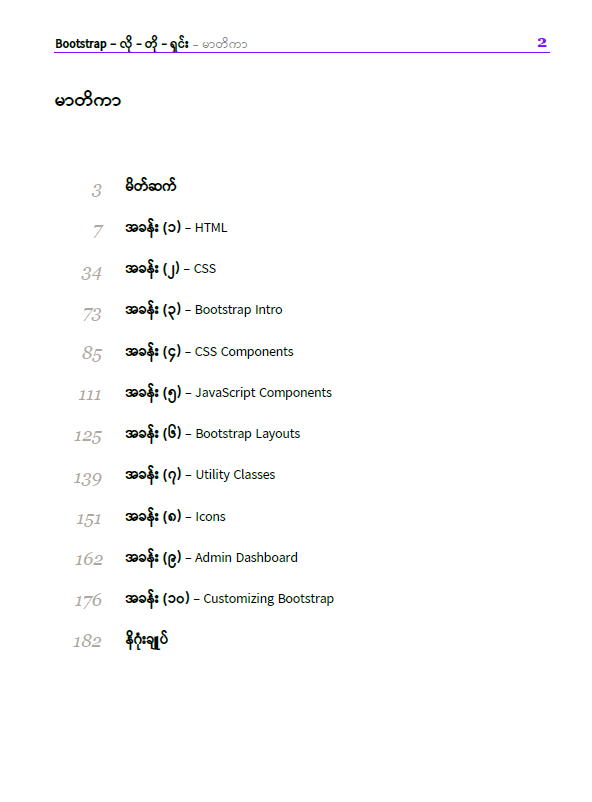 Bootstrap – လို – တို – ရှင်း – မာတိကာ 2
မာတိကာ
3 မိတ်ဆက်
7 အခန်း (၁) – HTML
34 အခန်း (၂) – CSS
73 အခန်း (၃) – Bootstrap Intro
85 အခန်း (၄) – CSS Components
111 အခန်း (၅) – JavaScript Components
125 အခန်း (၆) – Bootstrap Layouts
139 အခန်း (၇) – Utility Classes
151 အခန်း (၈) – Icons
162 အခန်း (၉) – Admin Dashboard
176 အခန်း (၁၀) – Customizing Bootstrap
182 နိဂုံးချုပ်